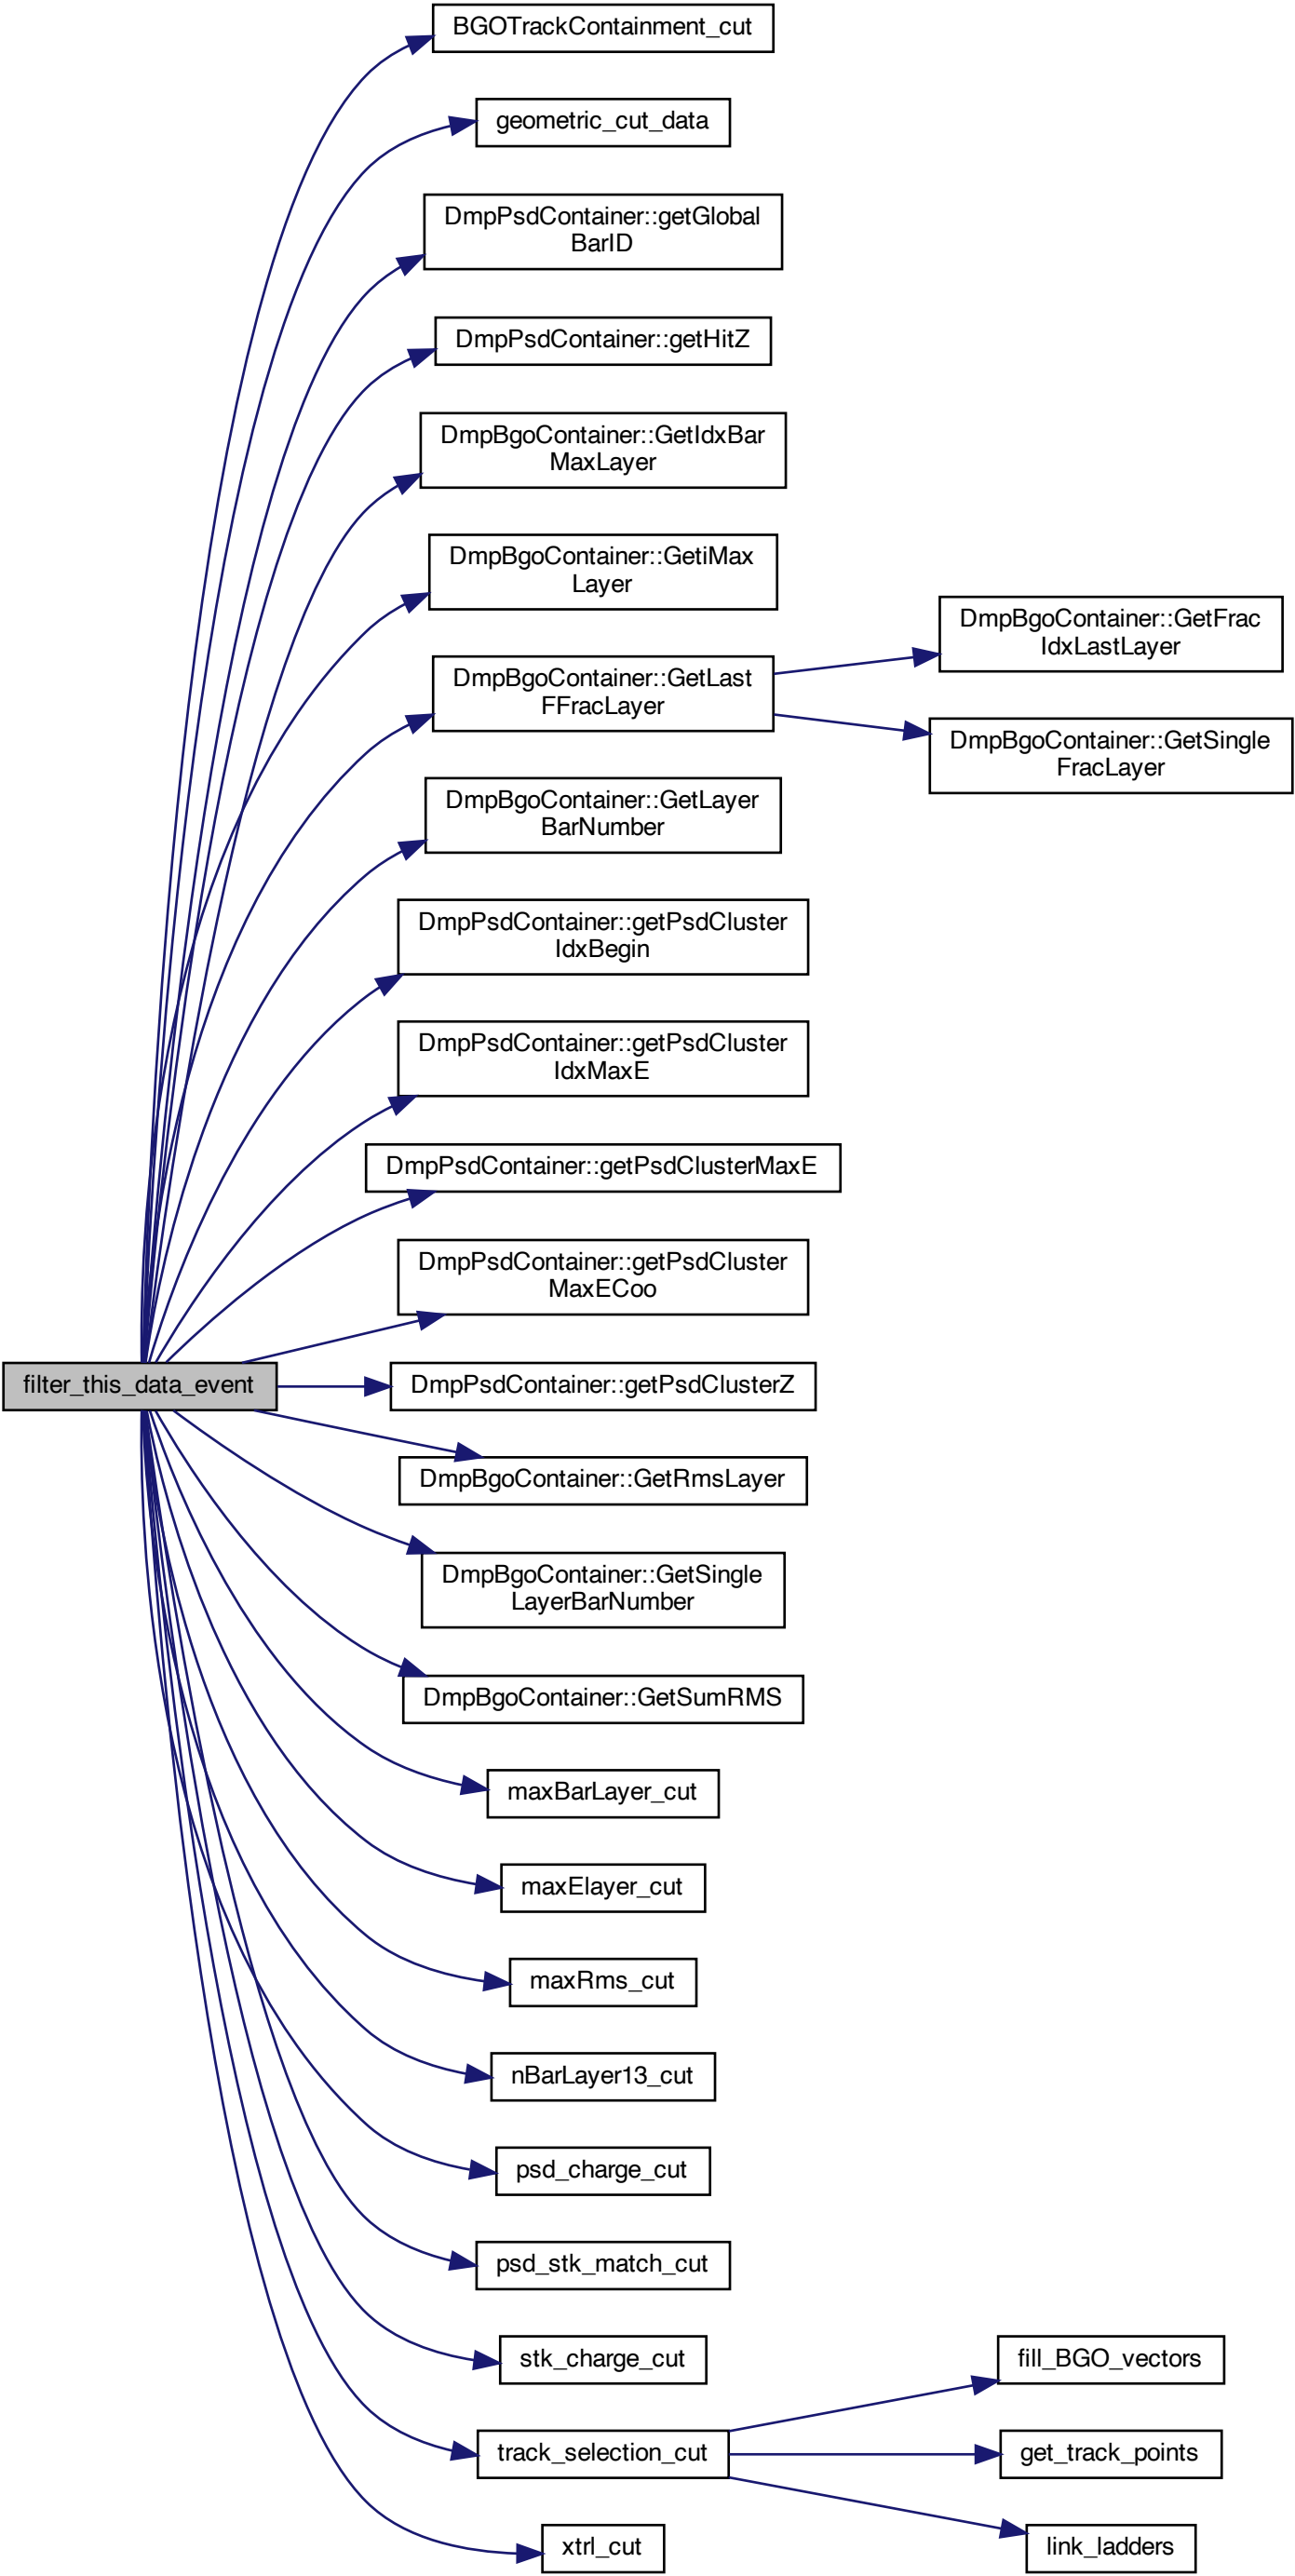 BGOTrackContainment_cut
geometric_cut_data
DmpPsdContainer::getGlobal
BarID
DmpPsdContainer::getHitZ
DmpBgoContainer::GetIdxBar
MaxLayer
DmpBgoContainer::GetiMax
Layer
DmpBgoContainer::GetFrac
IdxLastLayer
DmpBgoContainer::GetLast
FFracLayer
DmpBgoContainer::GetSingle
FracLayer
DmpBgoContainer::GetLayer
BarNumber
DmpPsdContainer::getPsdCluster
IdxBegin
DmpPsdContainer::getPsdCluster
IdxMaxE
DmpPsdContainer::getPsdClusterMaxE
DmpPsdContainer::getPsdCluster
MaxECoo
filter_this_data_event
DmpPsdContainer::getPsdClusterZ
DmpBgoContainer::GetRmsLayer
DmpBgoContainer::GetSingle
LayerBarNumber
DmpBgoContainer::GetSumRMS
maxBarLayer_cut
maxElayer_cut
maxRms_cut
nBarLayer13_cut
psd_charge_cut
psd_stk_match_cut
stk_charge_cut
fill_BGO_vectors
track_selection_cut
get_track_points
link_ladders
xtrl_cut